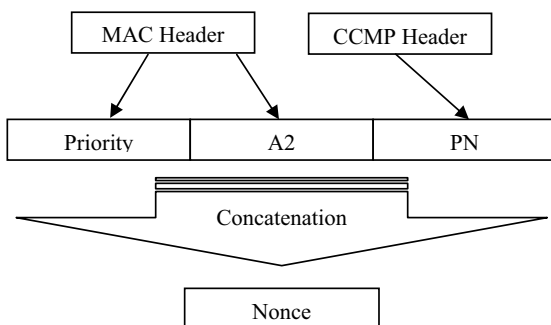 MAC Header
CCMP Header
Priority
A2
PN
Concatenation
Nonce